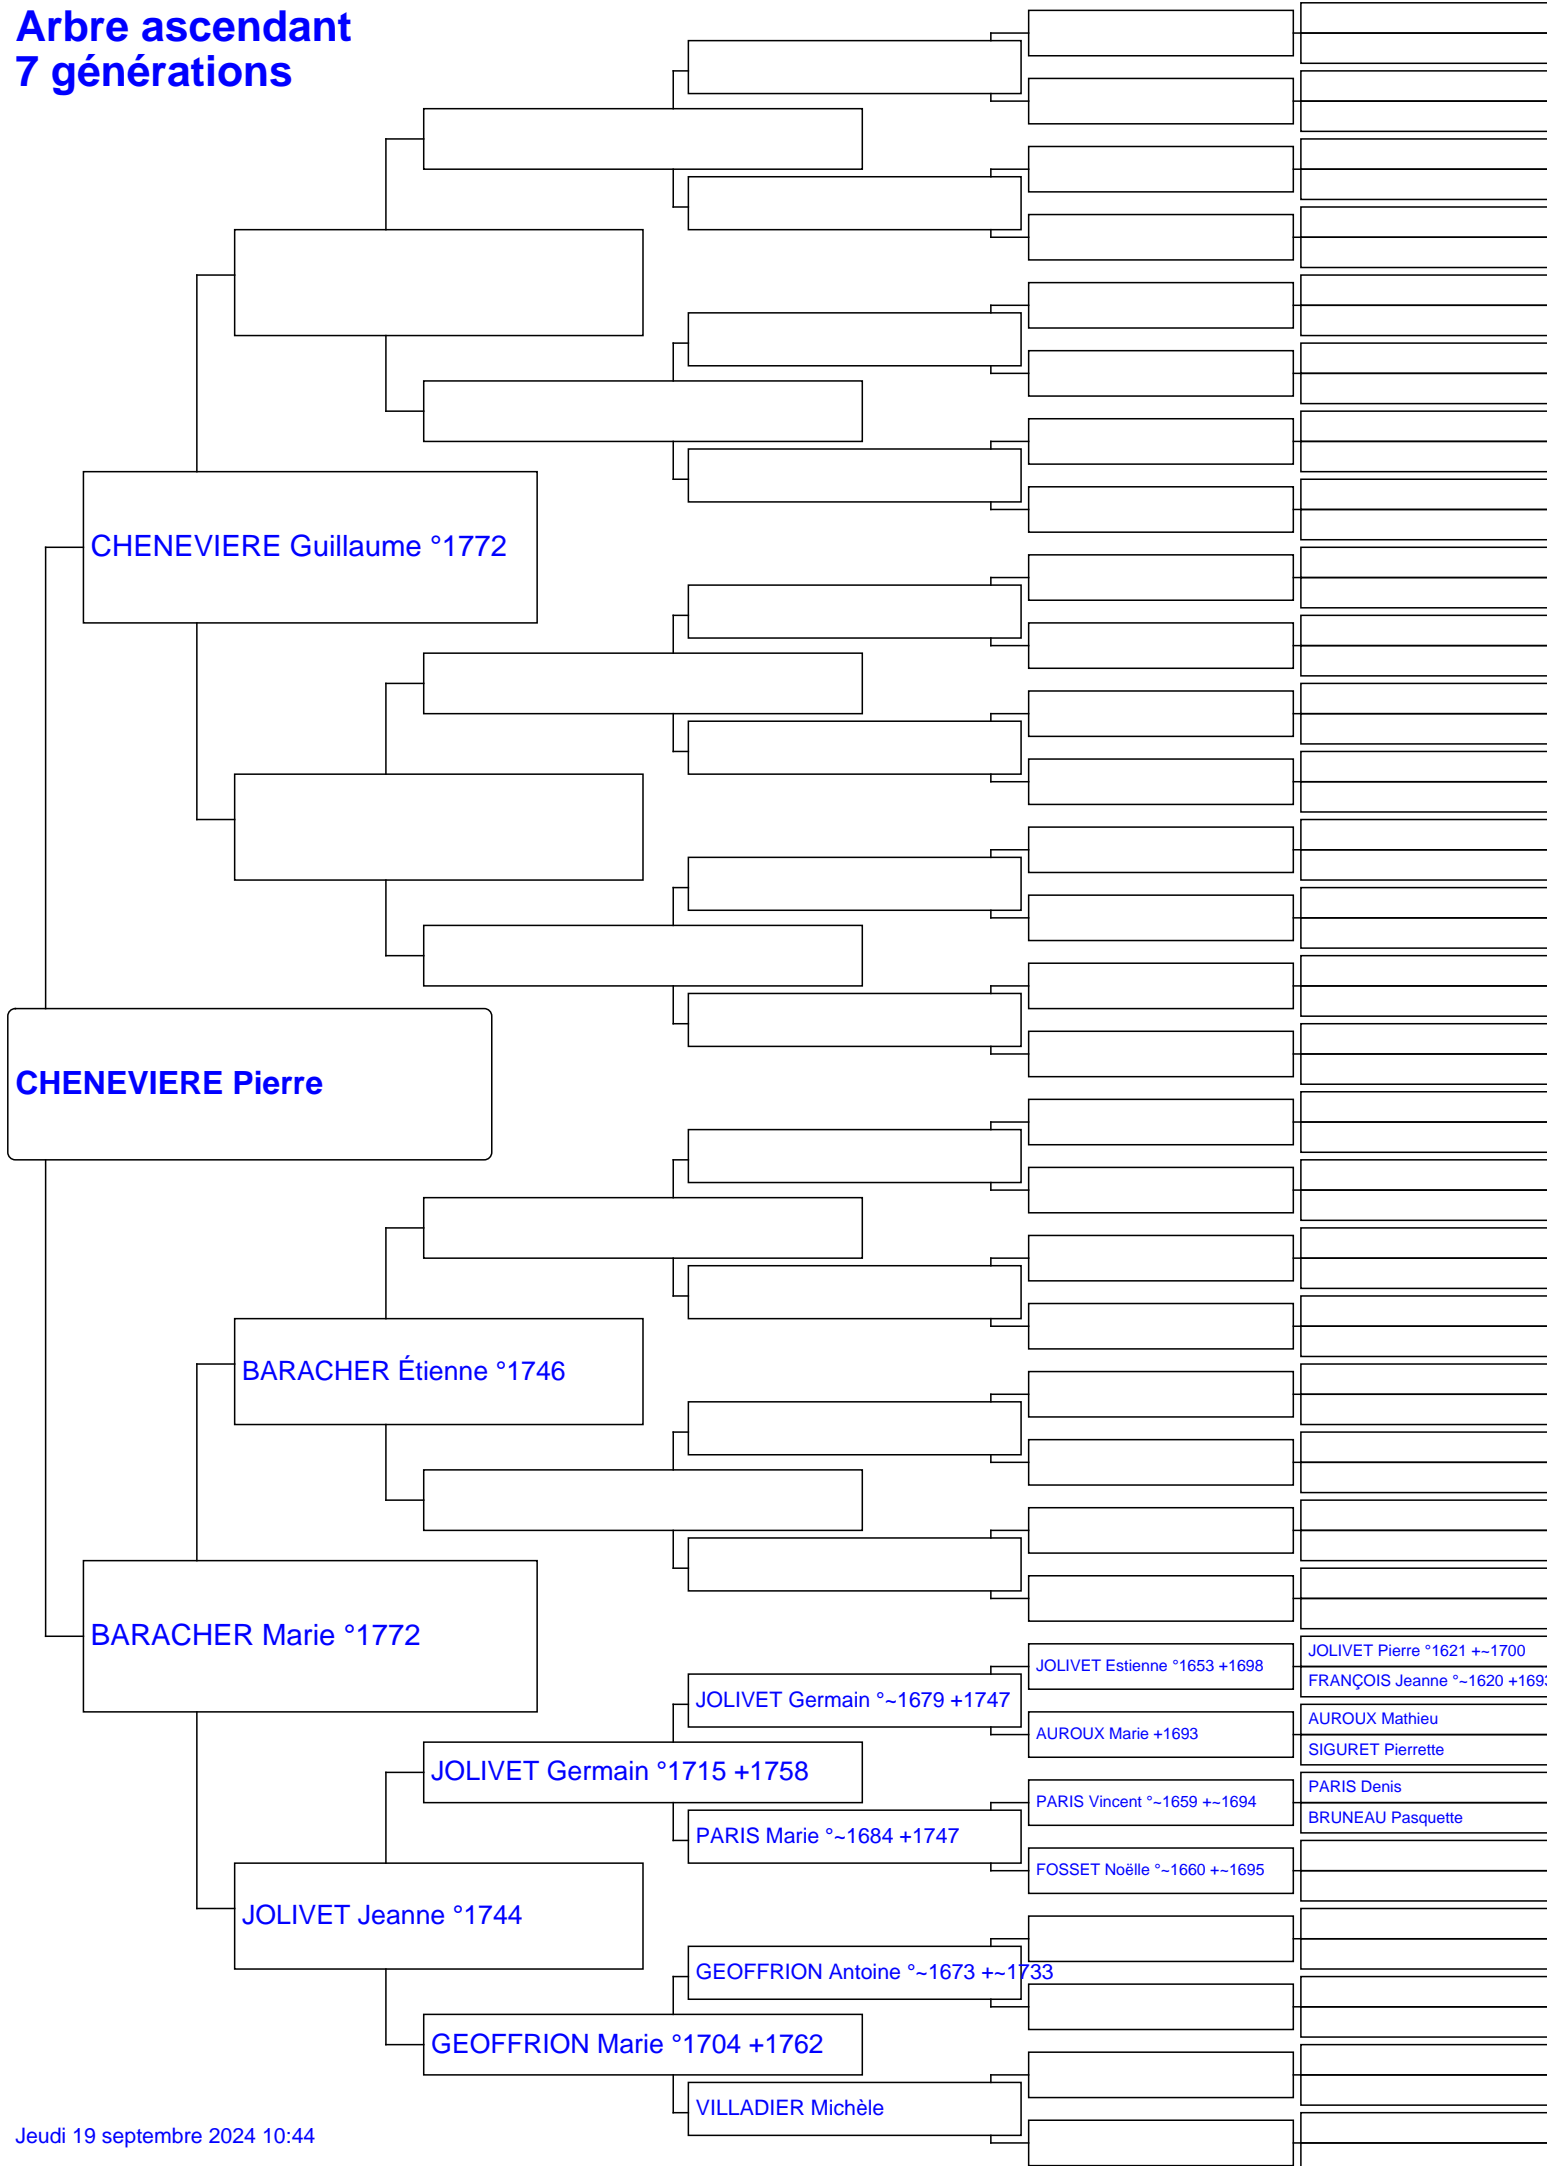 Arbre ascendant
7 générations
CHENEVIERE Guillaume °1772
CHENEVIERE Pierre
BARACHER Étienne °1746
BARACHER Marie °1772
JOLIVET Pierre °1621 +~1700
JOLIVET Estienne °1653 +1698
FRANÇOIS Jeanne °~1620 +1693
JOLIVET Germain °~1679 +1747
AUROUX Mathieu
AUROUX Marie +1693
SIGURET Pierrette
JOLIVET Germain °1715 +1758
PARIS Denis
PARIS Vincent °~1659 +~1694
BRUNEAU Pasquette
PARIS Marie °~1684 +1747
FOSSET Noëlle °~1660 +~1695
JOLIVET Jeanne °1744
GEOFFRION Antoine °~1673 +~1733
GEOFFRION Marie °1704 +1762
VILLADIER Michèle
Jeudi 19 septembre 2024 10:44